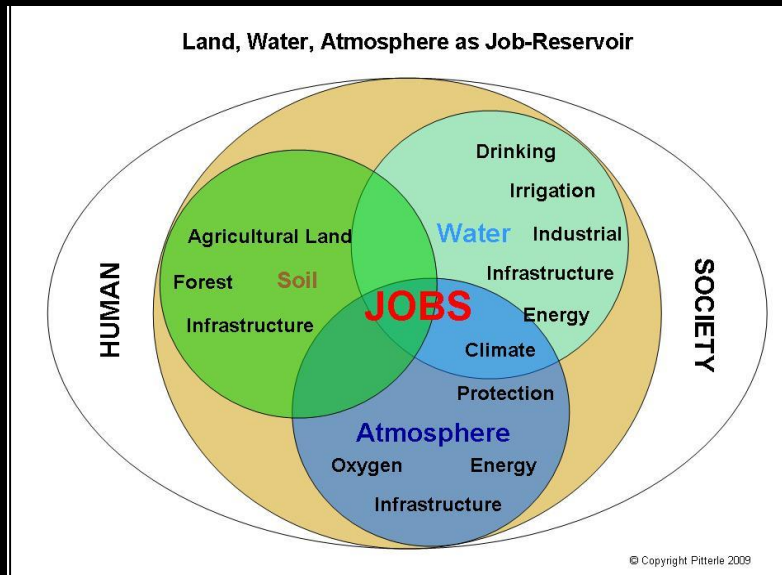 Land, Water, Atmosphere as Job-Reservoir
HUMAN
Agricultural Land
Forest
Soil
Infrastructure
Drinking
Irrigation
Water
Industrial
Infrastructure
Energy
JOBS
Climate
Protection
Atmosphere
Oxygen
Energy
Infrastructure
SOCIETY
© Copyright Pitterle 2009